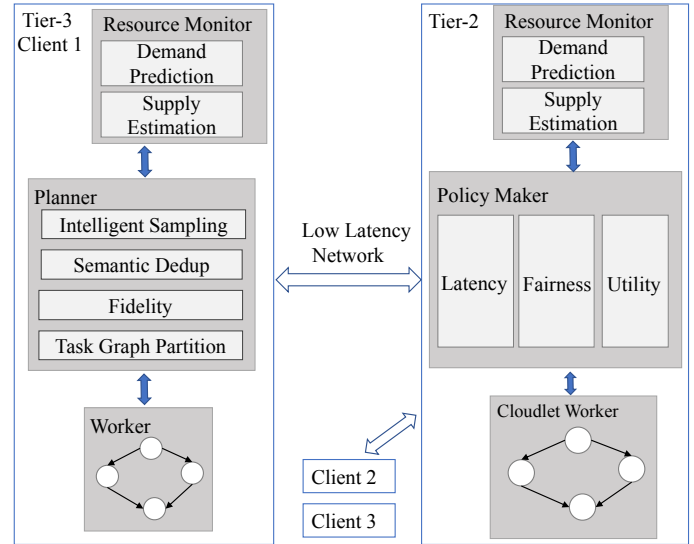 Tier-3
Client 1
Resource Monitor
Demand
Prediction
Supply
Estimation
Planner
Intelligent Sampling
Semantic Dedup
Fidelity
Task Graph Partition
Worker
Low Latency
Network
Client 2
Client 3
Tier-2
Resource Monitor
Demand
Prediction
Supply
Estimation
Policy Maker
Latency
Fairness
Utility
Cloudlet Worker